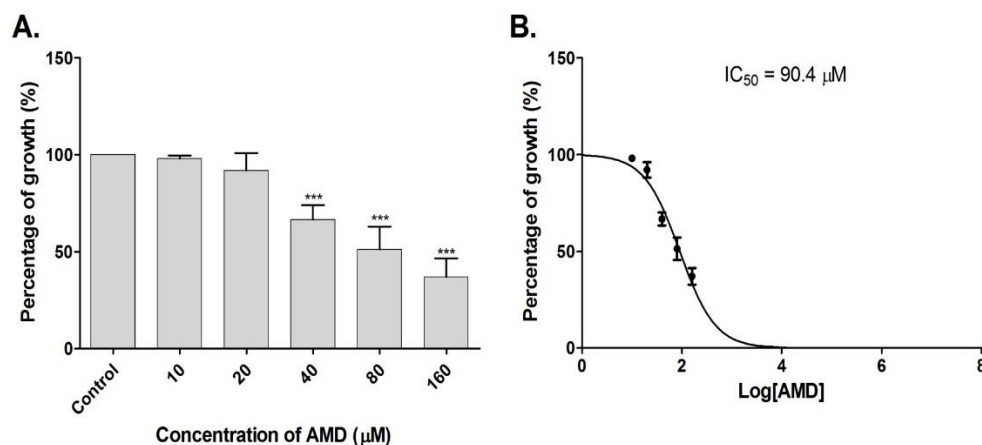 A.
Percentage of growth (%)
150
100
50
0
***
***
***
Control
10
20
40
80
160
Concentration of AMD (μM)
B.
Percentage of growth (%)
150
100
50
0
IC50 = 90.4 μM
0
2
4
6
8
Log[AMD]